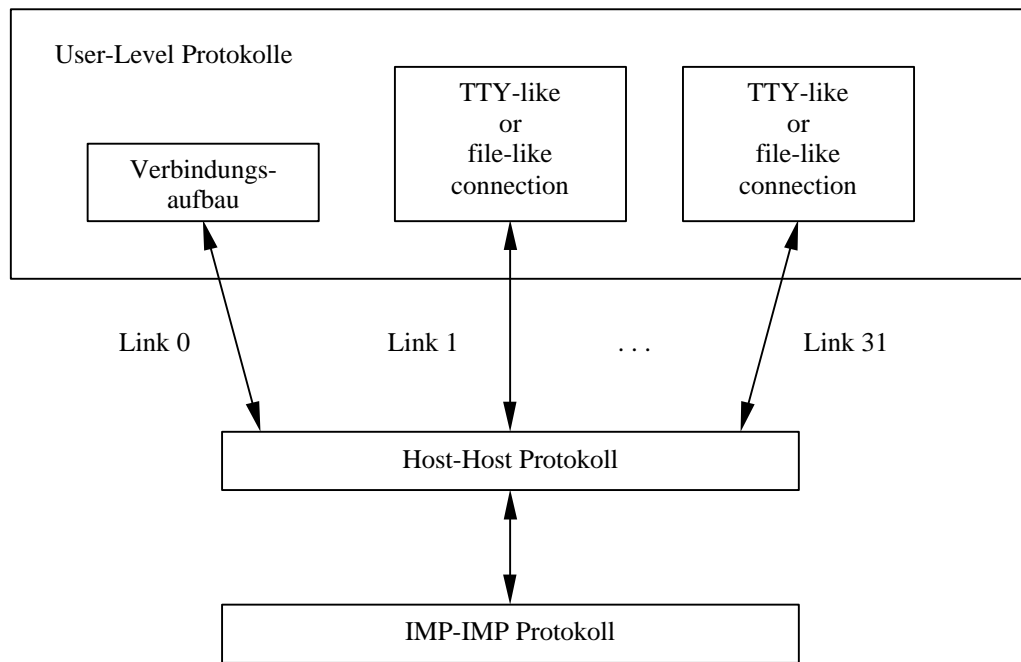 User-Level Protokolle
TTY-like
or
file-like
connection
TTY-like
or
file-like
connection
Verbindungs-
aufbau
Link 0
Link 1
. . .
Link 31
Host-Host Protokoll
IMP-IMP Protokoll